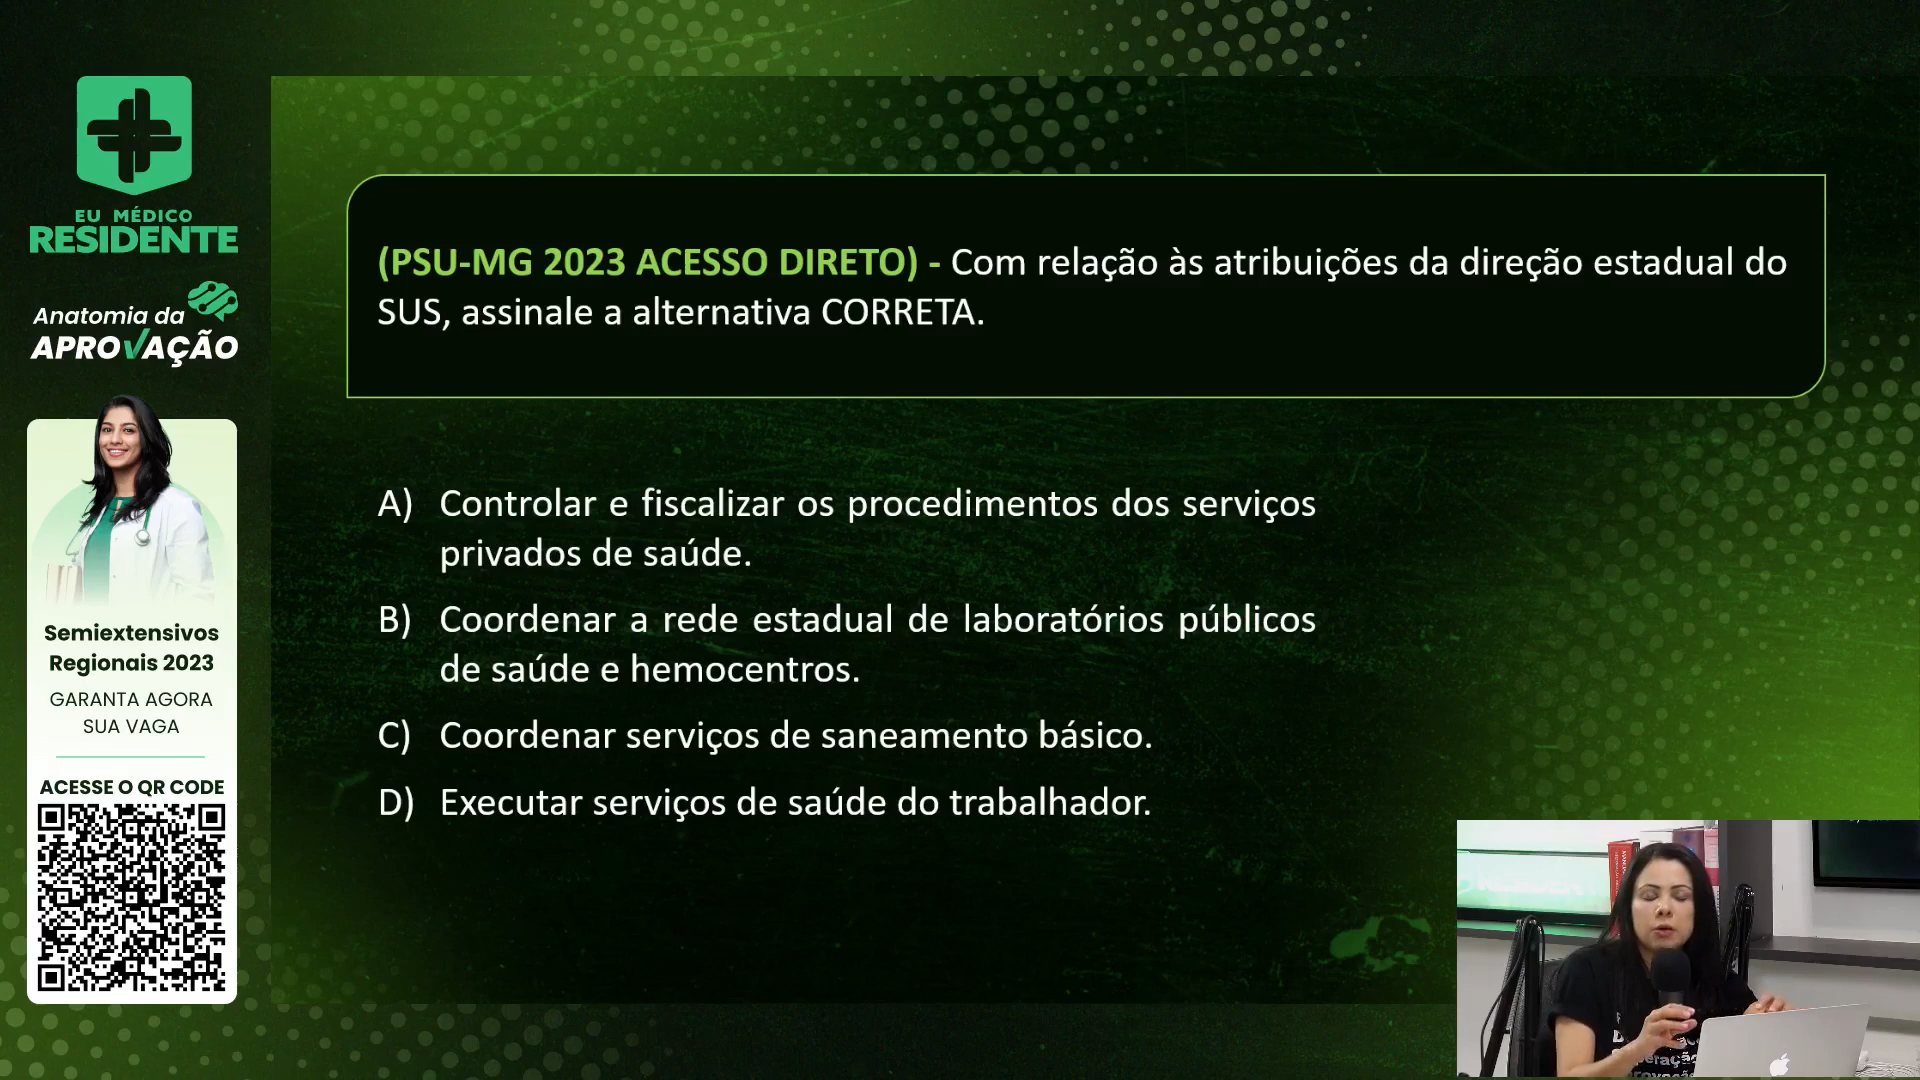 EU MÉDICO
RESIDENTE
Anatomia da
APROVAÇÃO
Semiextensivos
Regionais 2023
GARANTA AGORA
SUA VAGA
ACESSE O QR CODE
(PSU-MG 2023 ACESSO DIRETO) - Com relação às atribuições da direção estadual do
SUS, assinale a alternativa CORRETA.
A) Controlar e fiscalizar os procedimentos dos serviços
privados de saúde.
B) Coordenar a rede estadual de laboratórios públicos
de saúde e hemocentros.
C) Coordenar serviços de saneamento básico.
D) Executar serviços de saúde do trabalhador.